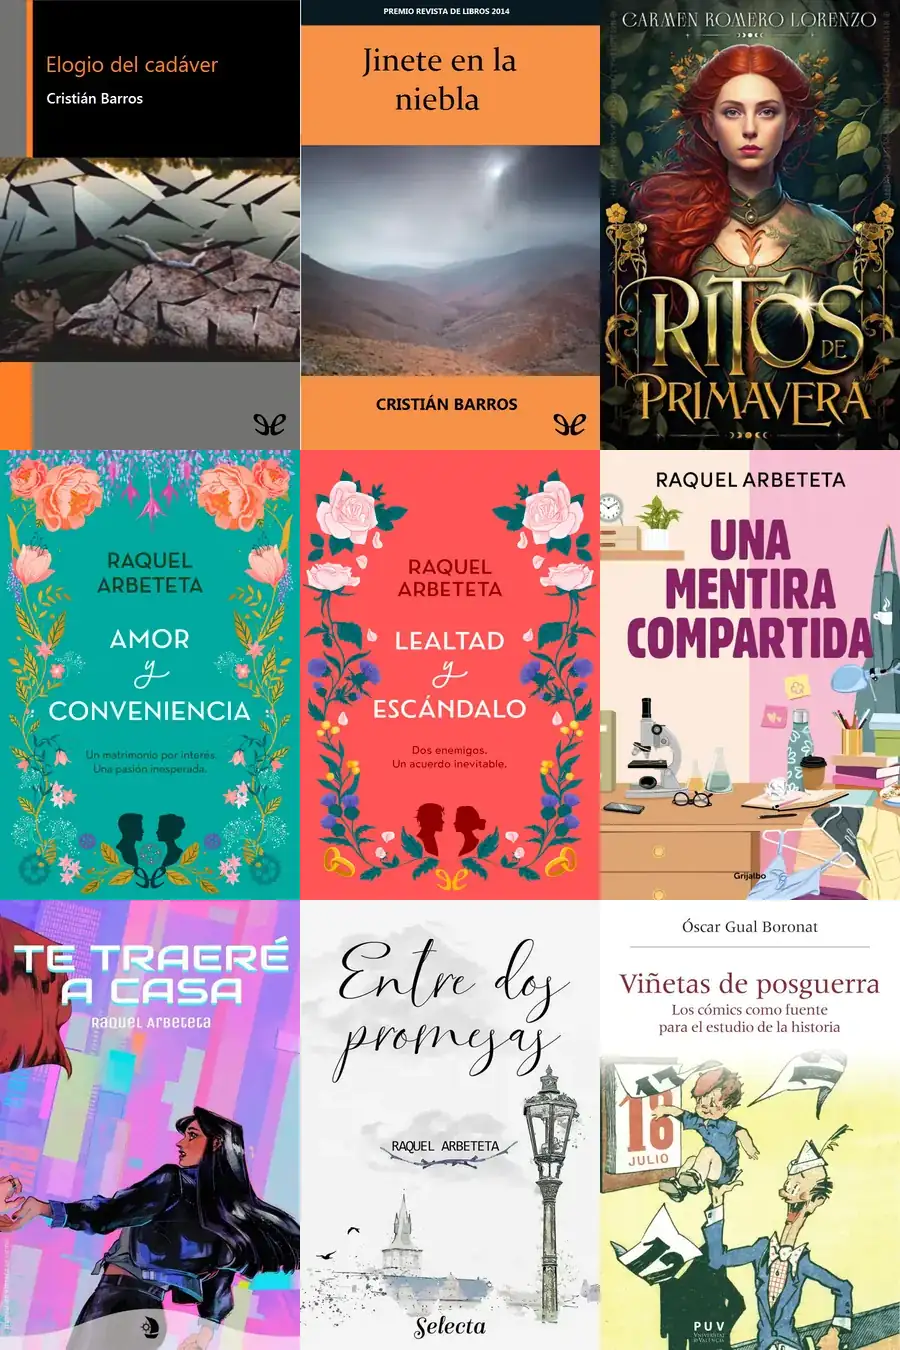 Elogio del cadáver
Cristián Barros
PREMIO REVISTA DE LIBROS 2014
Jinete en la
niebla
CRISTIÁN BARROS
CARMEN ROMERO LORENZO
RITOS
DE
PRIMAVERA
RAQUEL
ARBETETA
AMOR
y
CONVENIENCIA
Un matrimonio por interés.
Una pasión inesperada.
RAQUEL
ARBETETA
LEALTAD
y
ESCÁNDALO
Dos enemigos.
Un acuerdo inevitable.
RAQUEL ARBETETA
UNA
MENTIRA
COMPARTIDA
Grijalbo
TE TRAERÉ
A CASA
RAQUEL ARBETETA
Entre dos
promesas
RAQUEL ARBETETA
Selecta
Óscar Gual Boronat
Viñetas de posguerra
Los cómics como fuente
para el estudio de la historia
17
18
JULIO
12
PUV